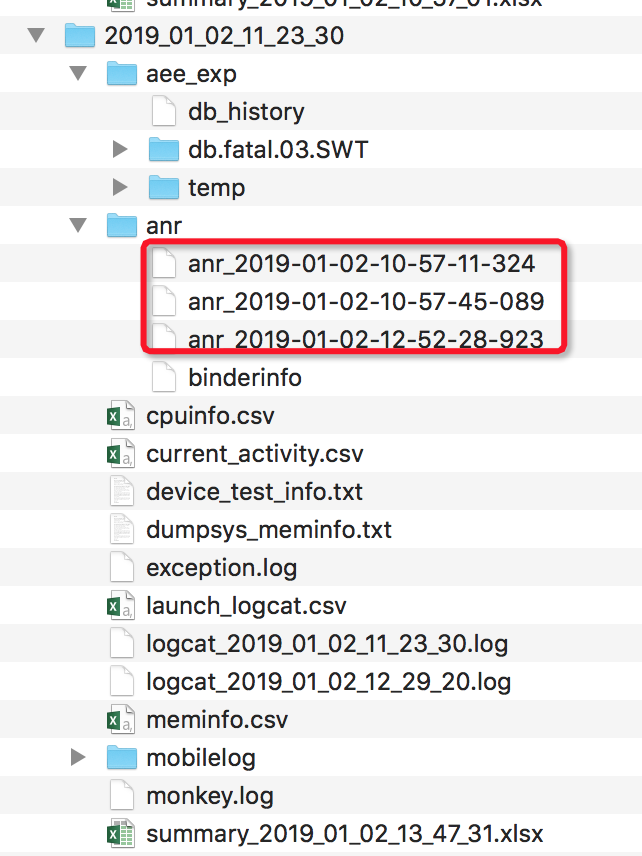 summary_2019_01_02_10_57_01.xlsx
2019_01_02_11_23_30
aee_exp
db_history
db.fatal.03.SWT
temp
anr
anr_2019-01-02-10-57-11-324
anr_2019-01-02-10-57-45-089
anr_2019-01-02-12-52-28-923
binderinfo
cpuinfo.csv
current_activity.csv
device_test_info.txt
dumpsys_meminfo.txt
exception.log
launch_logcat.csv
logcat_2019_01_02_11_23_30.log
logcat_2019_01_02_12_29_20.log
meminfo.csv
mobilelog
monkey.log
summary_2019_01_02_13_47_31.xlsx